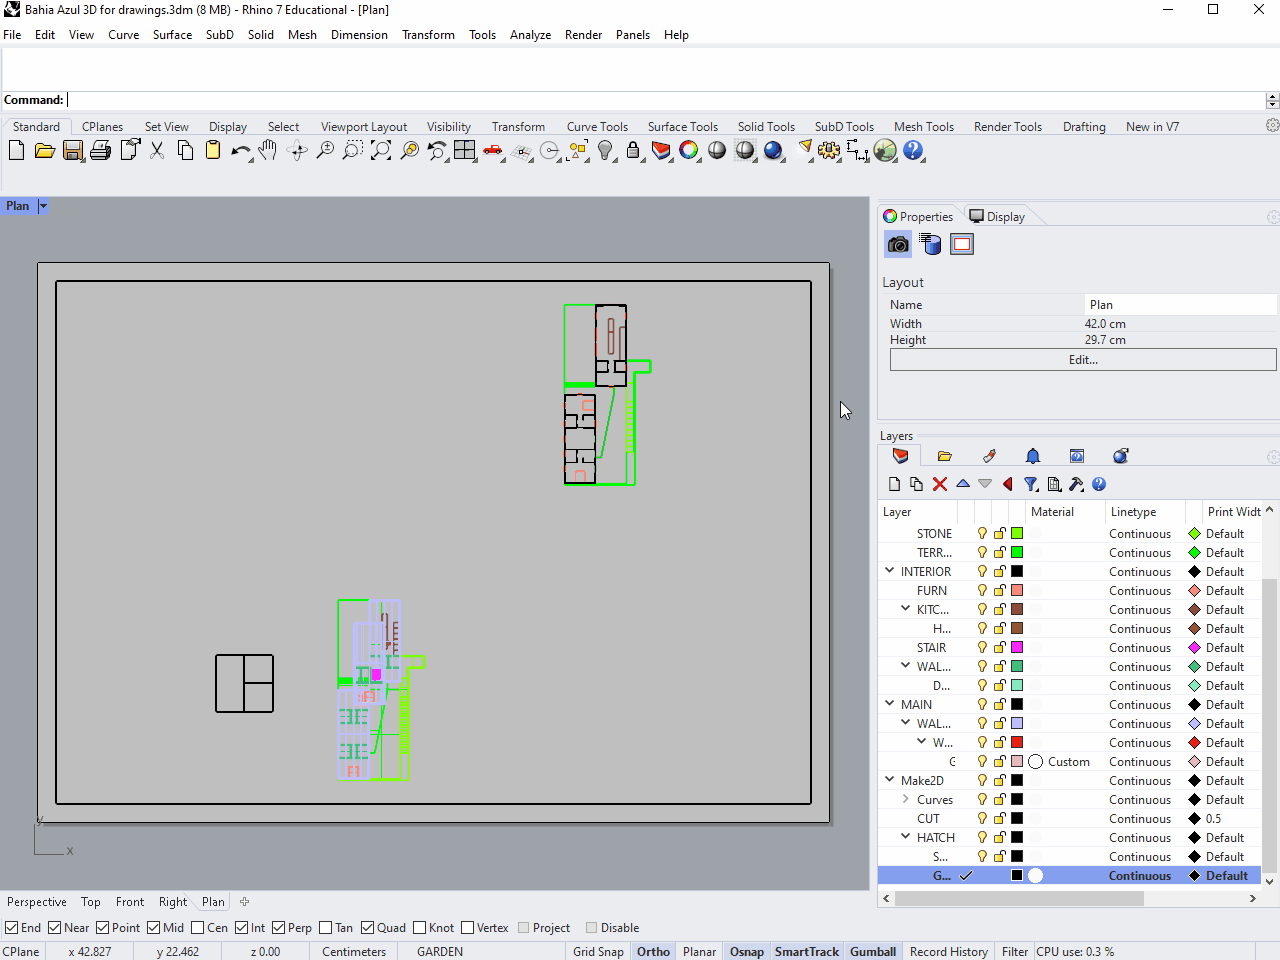 Bahia Azul 3D for drawings.3dm (8 MB) - Rhino 7 Educational - [Plan]
File Edit View Curve Surface SubD Solid Mesh Dimension Transform Tools Analyze Render Panels Help
Command:
Standard CPlanes Set View Display Select Viewport Layout Visibility Transform Curve Tools Surface Tools Solid Tools SubD Tools Mesh Tools Render Tools Drafting New in V7
Plan
Properties Display
Layout
Name Plan
Width 42.0 cm
Height 29.7 cm
Edit...
Layers
Layer Material Linetype Print Widt
STONE Continuous Default
TERR... Continuous Default
INTERIOR Continuous Default
FURN Continuous Default
KITC... Continuous Default
H... Continuous Default
STAIR Continuous Default
WAL... Continuous Default
D... Continuous Default
MAIN Continuous Default
WAL... Continuous Default
W... Continuous Default
G Custom Continuous Default
Make2D Continuous Default
Curves Continuous Default
CUT Continuous 0.5
HATCH Continuous Default
S... Continuous Default
G... Continuous Default
y
x
Perspective Top Front Right Plan
End Near Point Mid Cen Int Perp Tan Quad Knot Vertex Project Disable
CPlane x 42.827 y 22.462 z 0.00 Centimeters GARDEN Grid Snap Ortho Planar Osnap SmartTrack Gumball Record History Filter CPU use: 0.3 %